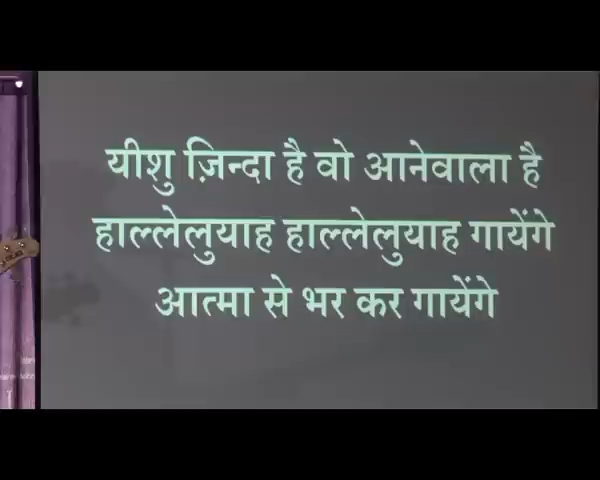 यीशु ज़िन्दा है वो आनेवाला है
हाल्लेलुयाह हाल्लेलुयाह गायेंगे
आत्मा से भर कर गायेंगे